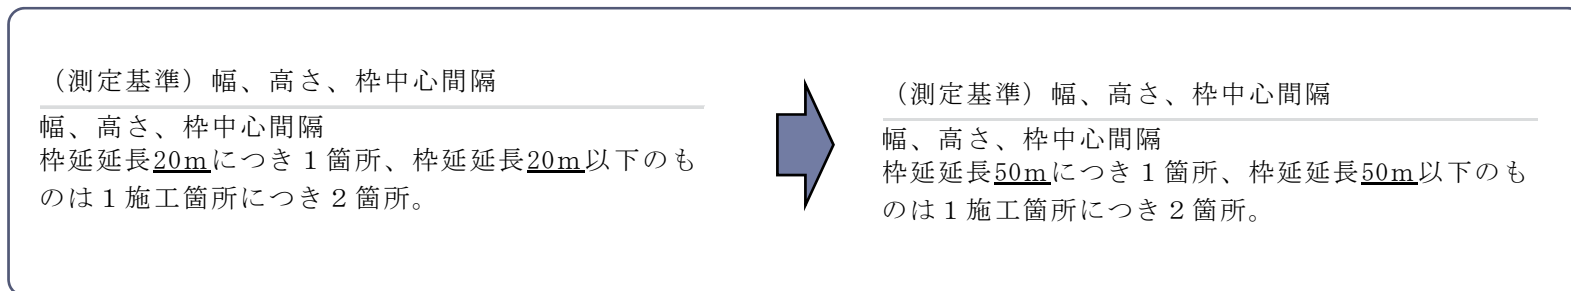 （測定基準）幅、高さ、枠中心間隔
幅、高さ、枠中心間隔
枠延延長20mにつき１箇所、枠延延長20m以下のも
のは１施工箇所につき２箇所。
（測定基準）幅、高さ、枠中心間隔
幅、高さ、枠中心間隔
枠延延長50mにつき１箇所、枠延延長50m以下のも
のは１施工箇所につき２箇所。